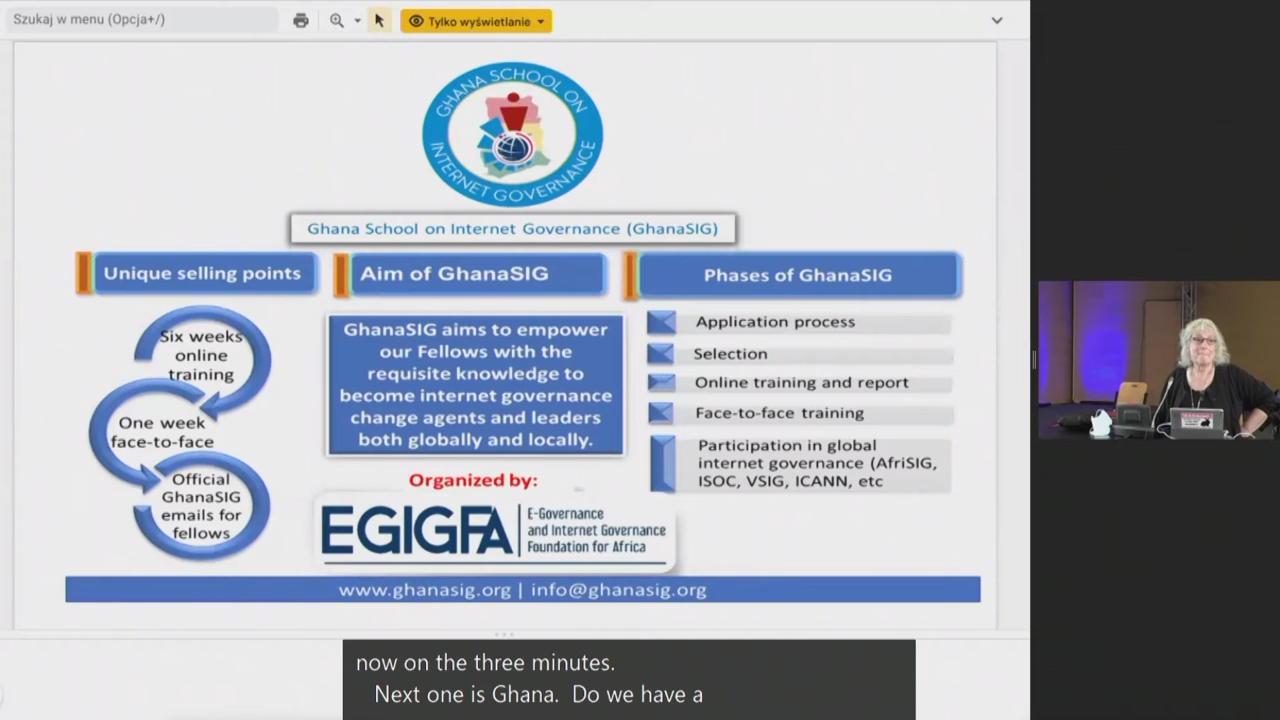 Szukaj w menu (Opcja+/)
Tylko wyświetlanie
GHANA SCHOOL ON
INTERNET GOVERNANCE
Ghana School on Internet Governance (GhanaSIG)
Unique selling points
Six weeks
online
training
One week
face-to-face
Official
GhanaSIG
emails for
fellows
Aim of GhanaSIG
GhanaSIG aims to empower
our Fellows with the
requisite knowledge to
become internet governance
change agents and leaders
both globally and locally.
Organized by:
EGIGFA
E-Governance
and Internet Governance
Foundation for Africa
Phases of GhanaSIG
Application process
Selection
Online training and report
Face-to-face training
Participation in global
internet governance (AfriSIG,
ISOC, VSIG, ICANN, etc
www.ghanasig.org | info@ghanasig.org
now on the three minutes.
Next one is Ghana. Do we have a